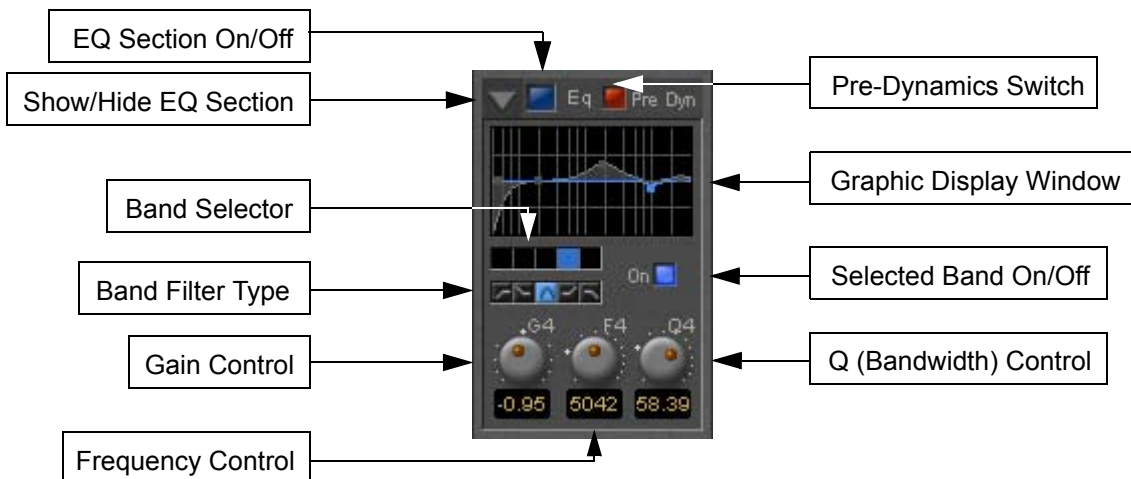 EQ Section On/Off
Show/Hide EQ Section
Pre-Dynamics Switch
Eq
Pre Dyn
Graphic Display Window
Band Selector
On
Selected Band On/Off
Band Filter Type
G4
F4
Q4
Gain Control
Q (Bandwidth) Control
-0.95
5042
58.39
Frequency Control